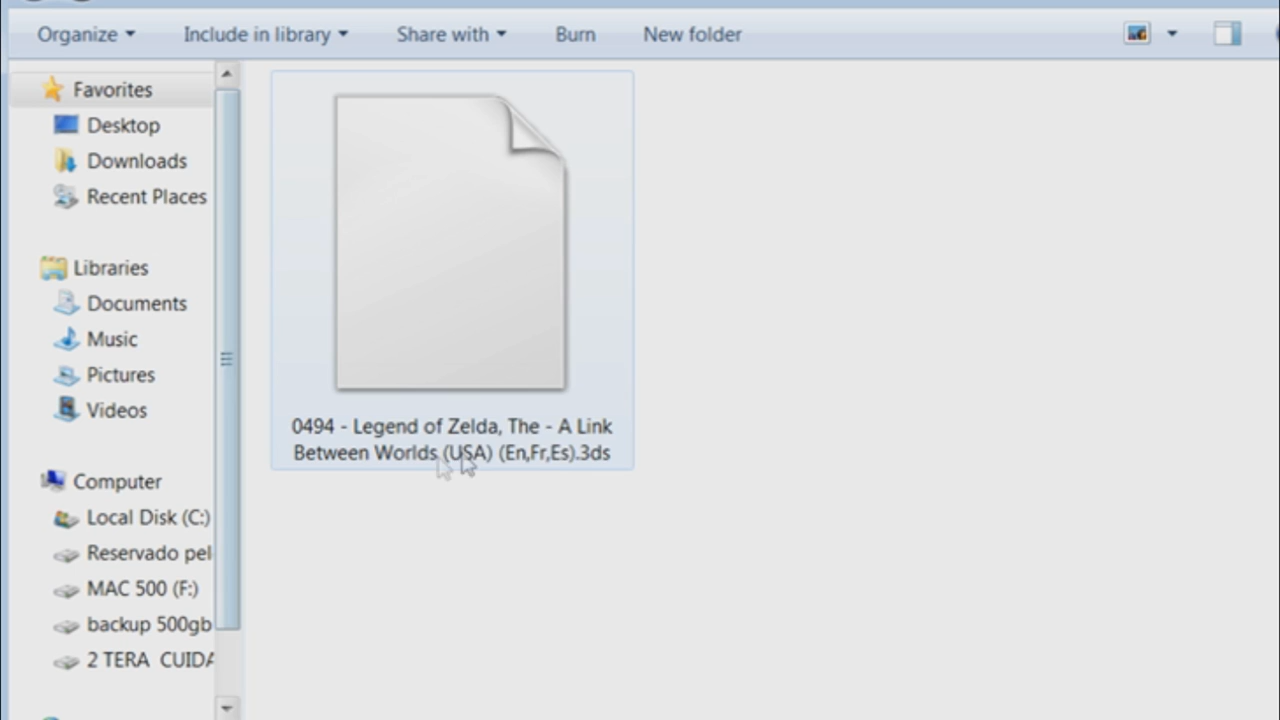 Organize Include in library Share with Burn New folder
Favorites
Desktop
Downloads
Recent Places
Libraries
Documents
Music
Pictures
Videos
Computer
Local Disk (C:)
Reservado pel
MAC 500 (F:)
backup 500gb
2 TERA CUIDA
0494 - Legend of Zelda, The - A Link
Between Worlds (USA) (En,Fr,Es).3ds